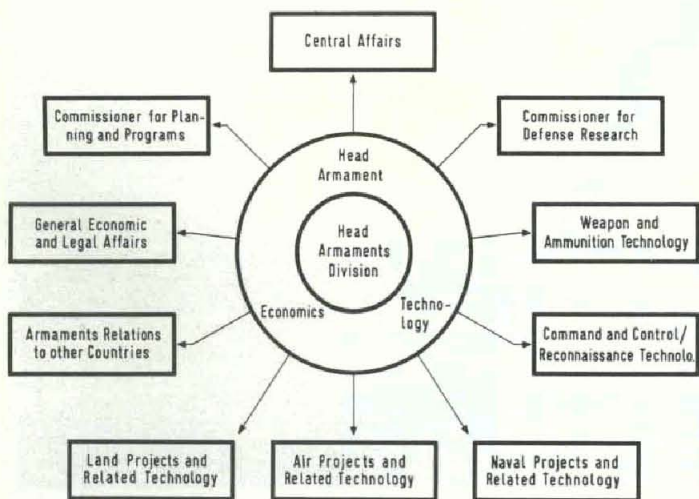 Central Affairs
Commissioner for Plan-
ning and Programs
Commissioner for
Defense Research
Head
Armament
General Economic
and Legal Affairs
Head
Armaments
Division
Weapon and
Ammunition Technology
Economics
Techno-
logy
Armaments Relations
to other Countries
Command and Control/
Reconnaissance Technolo.
Land Projects and
Related Technology
Air Projects and
Related Technology
Naval Projects and
Related Technology